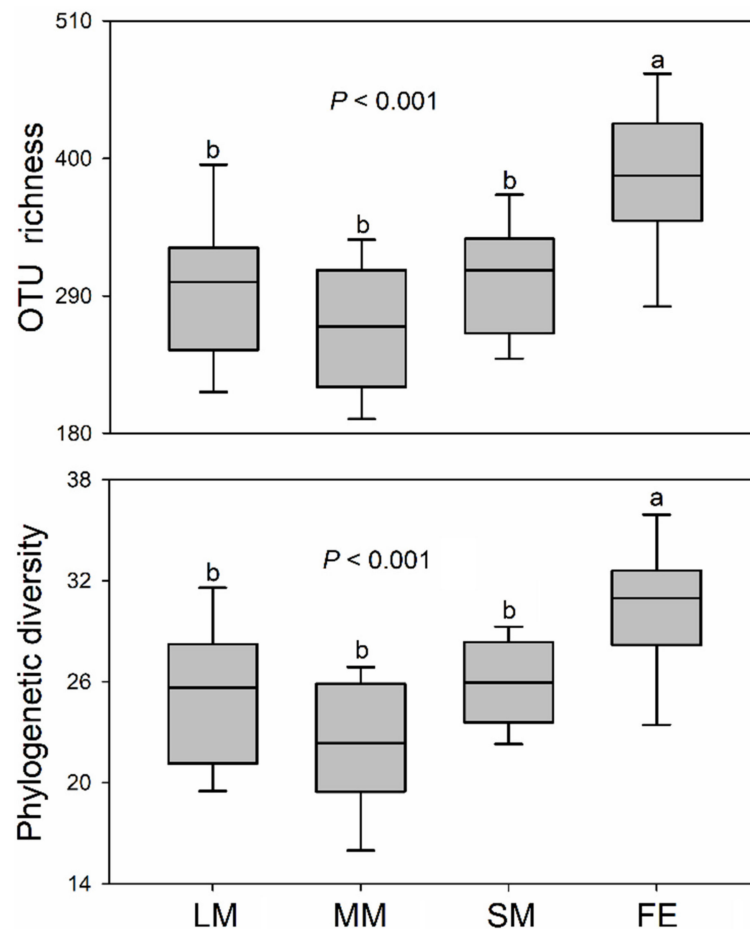 510
400
290
180
OTU richness
P < 0.001
b
b
b
a
38
32
26
20
14
Phylogenetic diversity
P < 0.001
b
b
b
a
LM MM SM FE